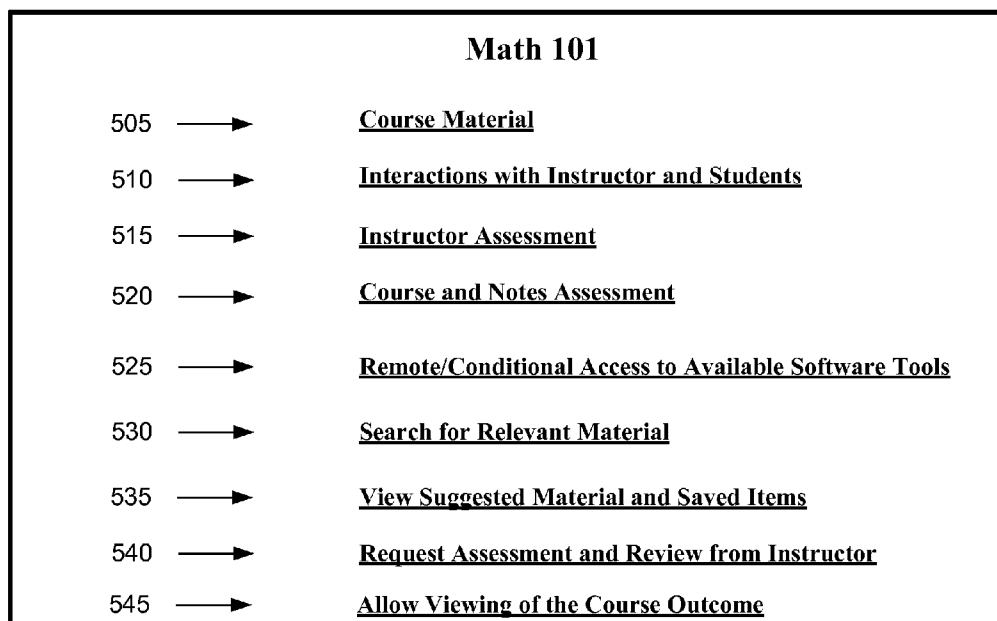 Math 101
505 Course Material
510 Interactions with Instructor and Students
515 Instructor Assessment
520 Course and Notes Assessment
525 Remote/Conditional Access to Available Software Tools
530 Search for Relevant Material
535 View Suggested Material and Saved Items
540 Request Assessment and Review from Instructor
545 Allow Viewing of the Course Outcome